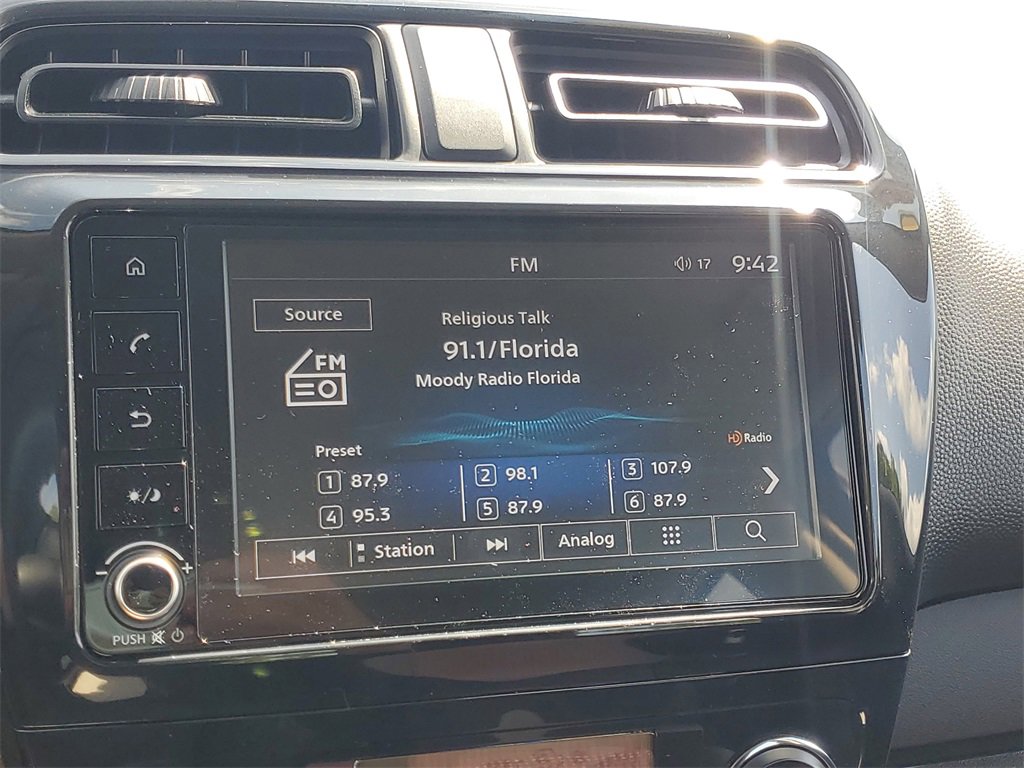 FM
17
9:42
Source
Religious Talk
91.1/Florida
Moody Radio Florida
FM
HD Radio
Preset
1 87.9
2 98.1
3 107.9
4 95.3
5 87.9
6 87.9
Station
Analog
+
PUSH